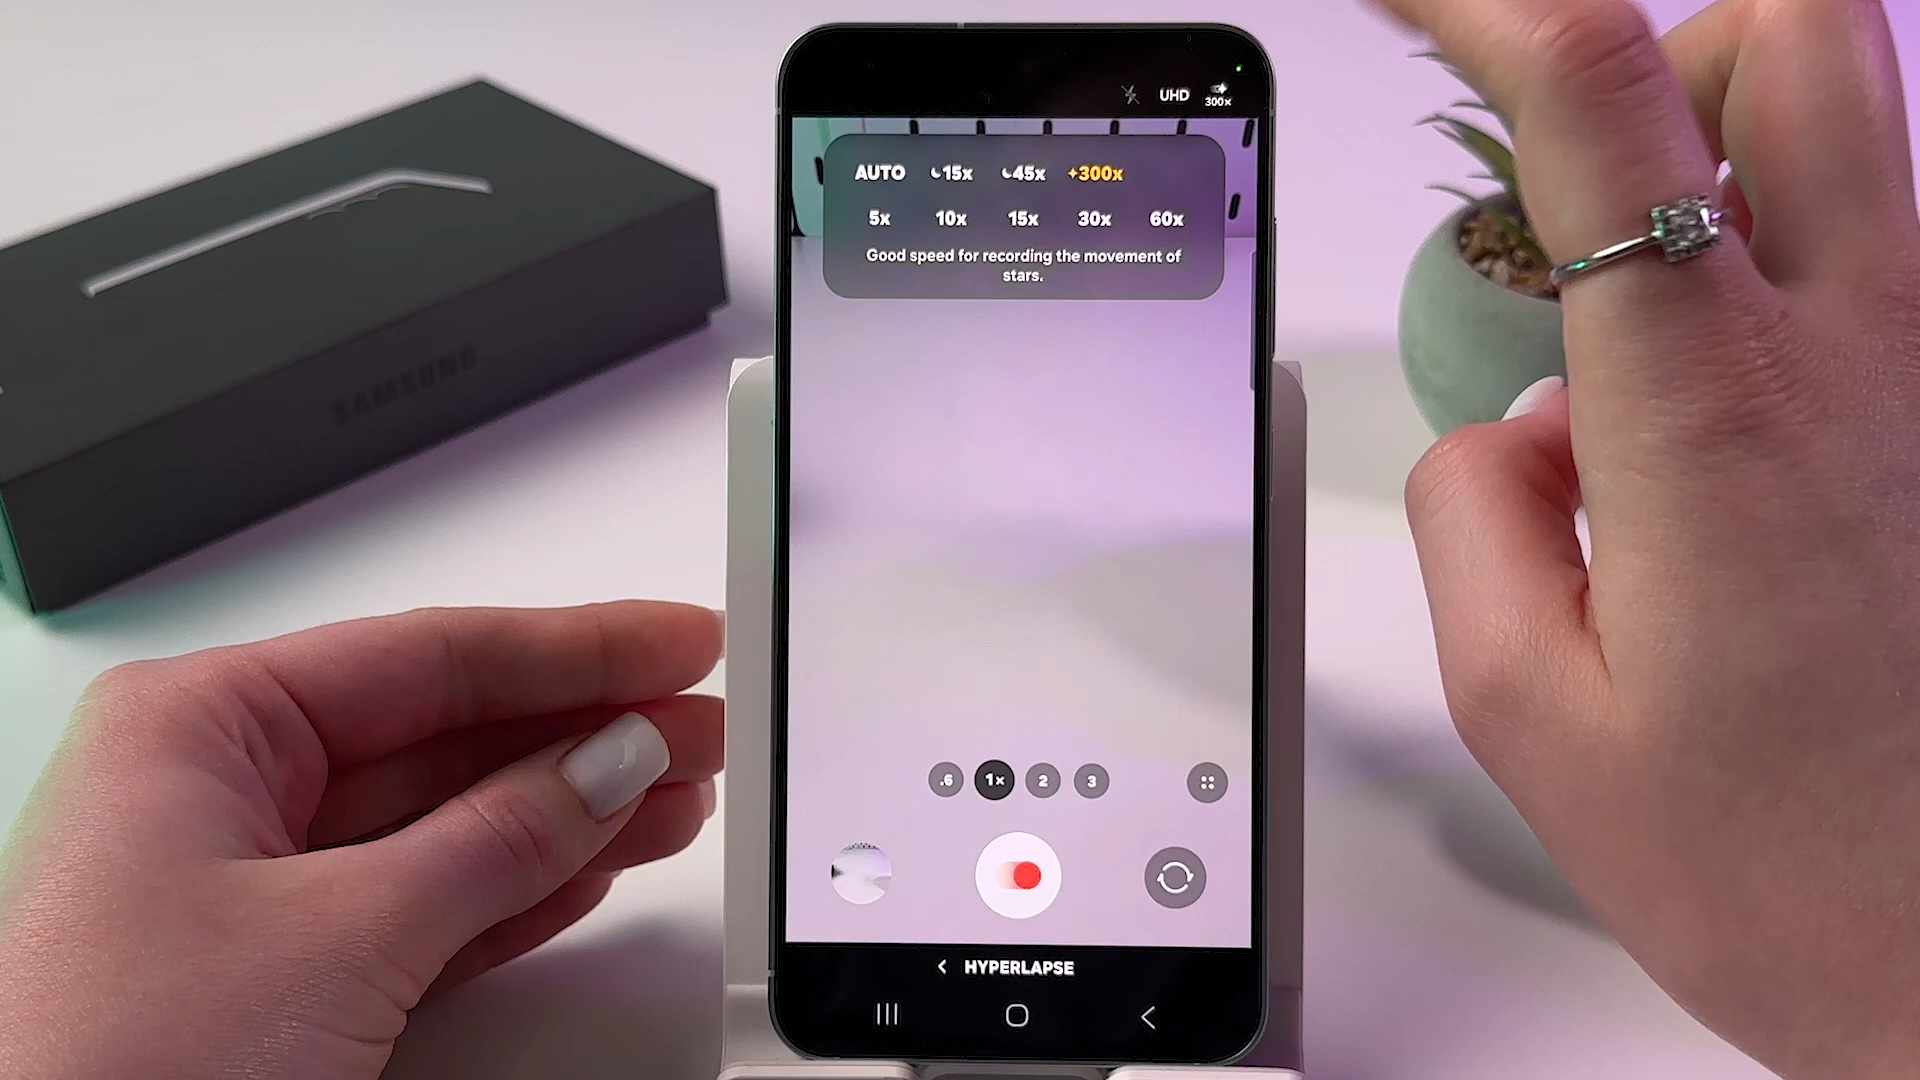 UHD
300x
AUTO 15x 45x 300x
5x 10x 15x 30x 60x
Good speed for recording the movement of
stars.
.6 1x 2 3
HYPERLAPSE
SAMSUNG